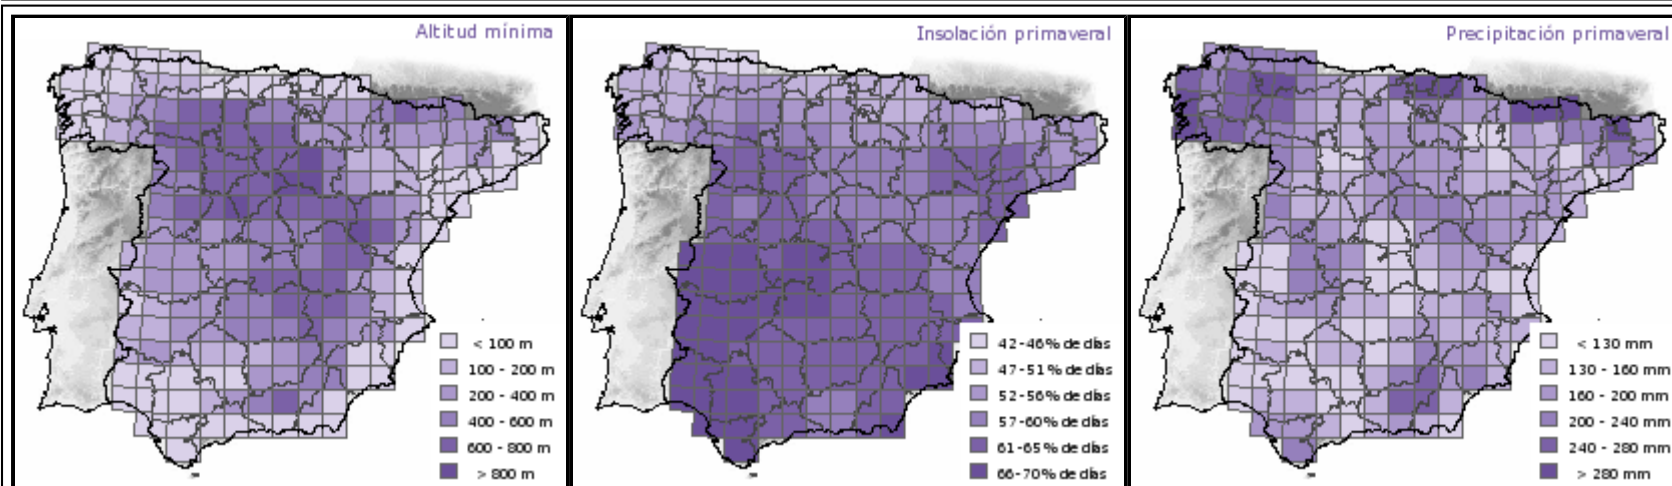 Altitud mínima
< 100 m
100 - 200 m
200 - 400 m
400 - 600 m
600 - 800 m
> 800 m
Insolación primaveral
42-46% de días
47-51% de días
52-56% de días
57-60% de días
61-65% de días
66-70% de días
Precipitación primaveral
< 130 mm
130 - 160 mm
160 - 200 mm
200 - 240 mm
240 - 280 mm
> 280 mm